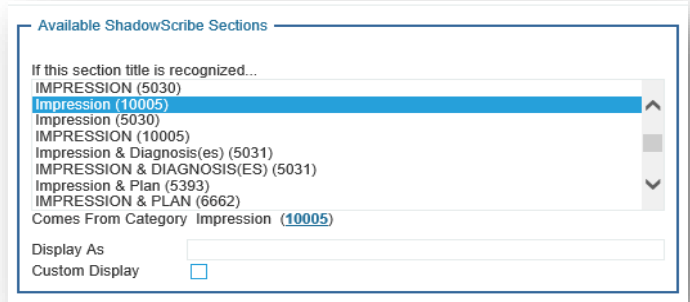 Available ShadowScribe Sections
If this section title is recognized...
IMPRESSION (5030)
Impression (10005)
Impression (5030)
IMPRESSION (10005)
Impression & Diagnosis(es) (5031)
IMPRESSION & DIAGNOSIS(ES) (5031)
Impression & Plan (5393)
IMPRESSION & PLAN (6662)
Comes From Category Impression (10005)
Display As
Custom Display